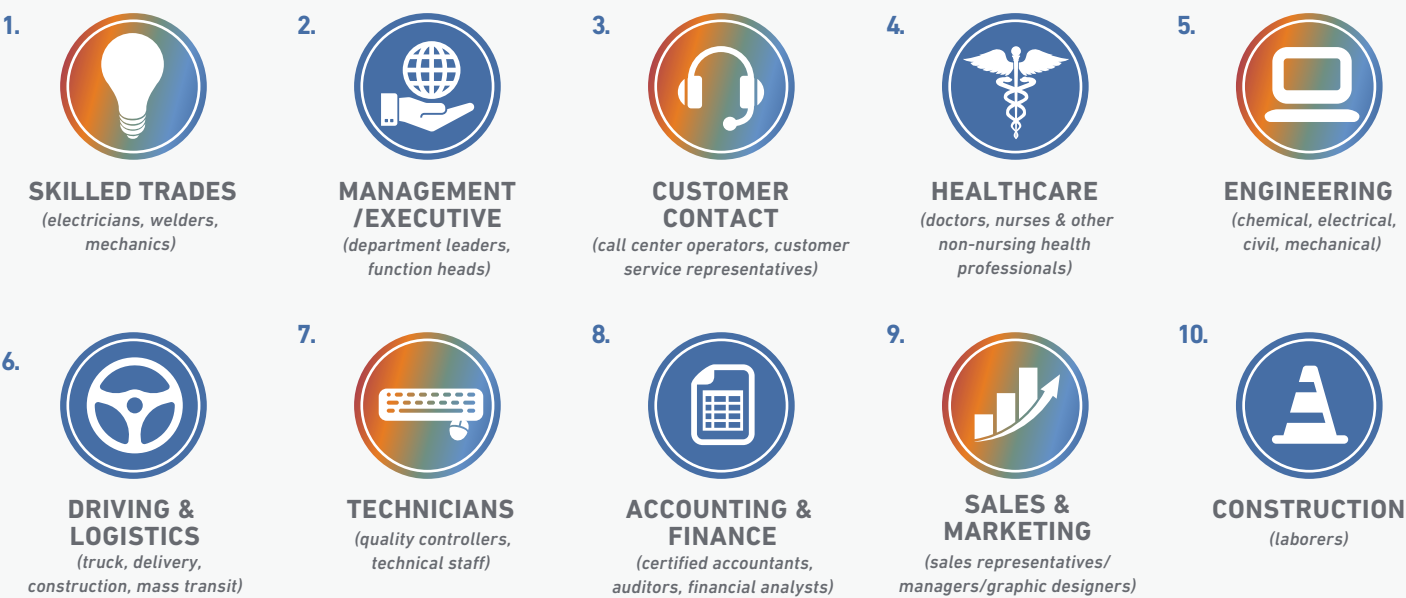 1.
SKILLED TRADES
(electricians, welders,
mechanics)
2.
MANAGEMENT
/EXECUTIVE
(department leaders,
function heads)
3.
CUSTOMER
CONTACT
(call center operators, customer
service representatives)
4.
HEALTHCARE
(doctors, nurses & other
non-nursing health
professionals)
5.
ENGINEERING
(chemical, electrical,
civil, mechanical)
6.
DRIVING &
LOGISTICS
(truck, delivery,
construction, mass transit)
7.
TECHNICIANS
(quality controllers,
technical staff)
8.
ACCOUNTING &
FINANCE
(certified accountants,
auditors, financial analysts)
9.
SALES &
MARKETING
(sales representatives/
managers/graphic designers)
10.
CONSTRUCTION
(laborers)